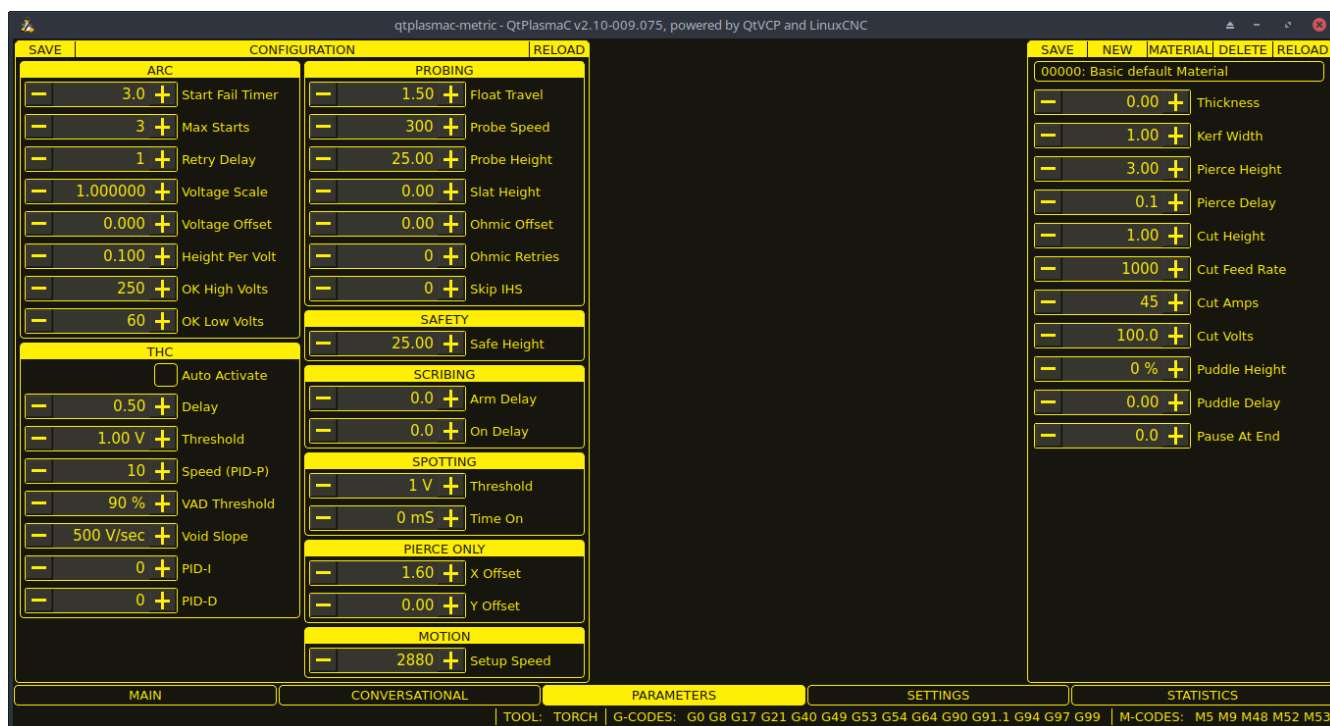 qtplasmac-metric - QtPlasmaC v2.10-009.075, powered by QtVCP and LinuxCNC
SAVE CONFIGURATION RELOAD
ARC
3.0 Start Fail Timer
3 Max Starts
1 Retry Delay
1.000000 Voltage Scale
0.000 Voltage Offset
0.100 Height Per Volt
250 OK High Volts
60 OK Low Volts
THC
Auto Activate
0.50 Delay
1.00 V Threshold
10 Speed (PID-P)
90 % VAD Threshold
500 V/sec Void Slope
0 PID-I
0 PID-D
PROBING
1.50 Float Travel
300 Probe Speed
25.00 Probe Height
0.00 Slat Height
0.00 Ohmic Offset
0 Ohmic Retries
0 Skip IHS
SAFETY
25.00 Safe Height
SCRIBING
0.0 Arm Delay
0.0 On Delay
SPOTTING
1 V Threshold
0 mS Time On
PIERCE ONLY
1.60 X Offset
0.00 Y Offset
MOTION
2880 Setup Speed
SAVE NEW MATERIAL DELETE RELOAD
00000: Basic default Material
0.00 Thickness
1.00 Kerf Width
3.00 Pierce Height
0.1 Pierce Delay
1.00 Cut Height
1000 Cut Feed Rate
45 Cut Amps
100.0 Cut Volts
0 % Puddle Height
0.00 Puddle Delay
0.0 Pause At End
MAIN CONVERSATIONAL PARAMETERS SETTINGS STATISTICS
TOOL: TORCH G-CODES: G0 G8 G17 G21 G40 G49 G53 G54 G64 G90 G91.1 G94 G97 G99 M-CODES: M5 M9 M48 M52 M53